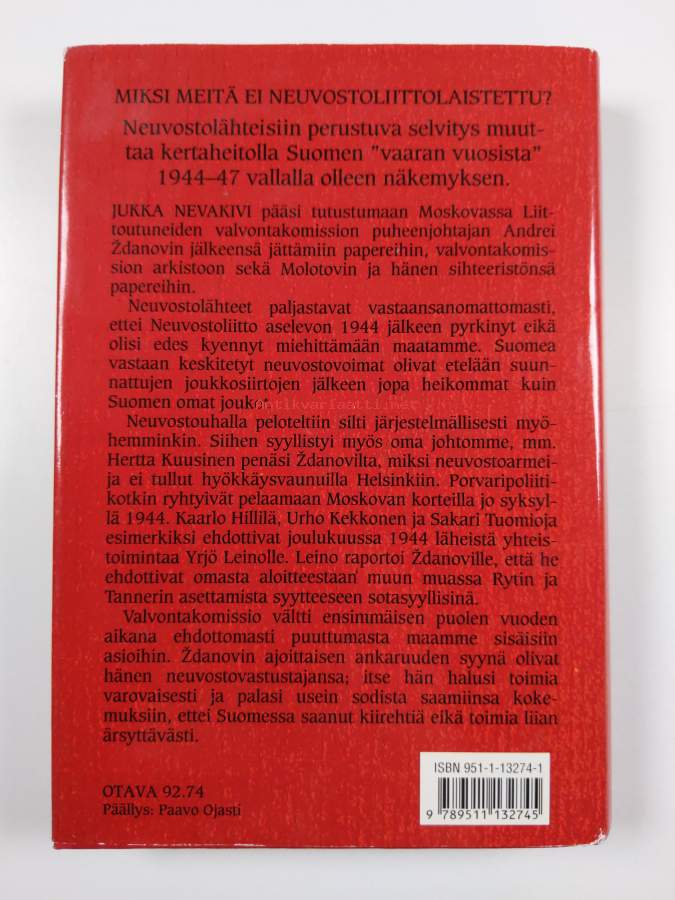 MIKSI MEITÄ EI NEUVOSTOLIITTOLAISTETTU?
Neuvostolähteisiin perustuva selvitys muut-
taa kertaheitolla Suomen "vaaran vuosista"
1944–47 vallalla olleen näkemyksen.
JUKKA NEVAKIVI pääsi tutustumaan Moskovassa Liit-
toutuneiden valvontakomission puheenjohtajan Andrei
Ždanovin jälkeensä jättämiin papereihin, valvontakomis-
sion arkistoon sekä Molotovin ja hänen sihteeristönsä
papereihin.
Neuvostolähteet paljastavat vastaansanomattomasti,
ettei Neuvostoliitto aselevon 1944 jälkeen pyrkinyt eikä
olisi edes kyennyt miehittämään maatamme. Suomea
vastaan keskitetyt neuvostovoimat olivat etelään suun-
nattujen joukkosiirtojen jälkeen jopa heikommat kuin
Suomen omat joukot.
antikvariaatti.net
Neuvostouhalla peloteltiin silti järjestelmällisesti myö-
hemminkin. Siihen syyllistyi myös oma johtomme, mm.
Hertta Kuusinen penäsi Ždanovilta, miksi neuvostoarmei-
ja ei tullut hyökkäysvaunuilla Helsinkiin. Porvaripoliiti-
kotkin ryhtyivät pelaamaan Moskovan korteilla jo syksyl-
lä 1944. Kaarlo Hillilä, Urho Kekkonen ja Sakari Tuomioja
esimerkiksi ehdottivat joulukuussa 1944 läheistä yhteis-
toimintaa Yrjö Leinolle. Leino raportoi Ždanoville, että he
ehdottivat omasta aloitteestaan muun muassa Rytin ja
Tannerin asettamista syytteeseen sotasyyllisinä.
Valvontakomissio vältti ensimmäisen puolen vuoden
aikana ehdottomasti puuttumasta maamme sisäisiin
asioihin. Ždanovin ajoittaisen ankaruuden syynä olivat
hänen neuvostovastustajansa; itse hän halusi toimia
varovaisesti ja palasi usein sodista saamiinsa koke-
muksiin, ettei Suomessa saanut kiirehtiä eikä toimia liian
ärsyttävästi.
OTAVA 92.74
Päällys: Paavo Ojasti
ISBN 951-1-13274-1
9 789511 132745